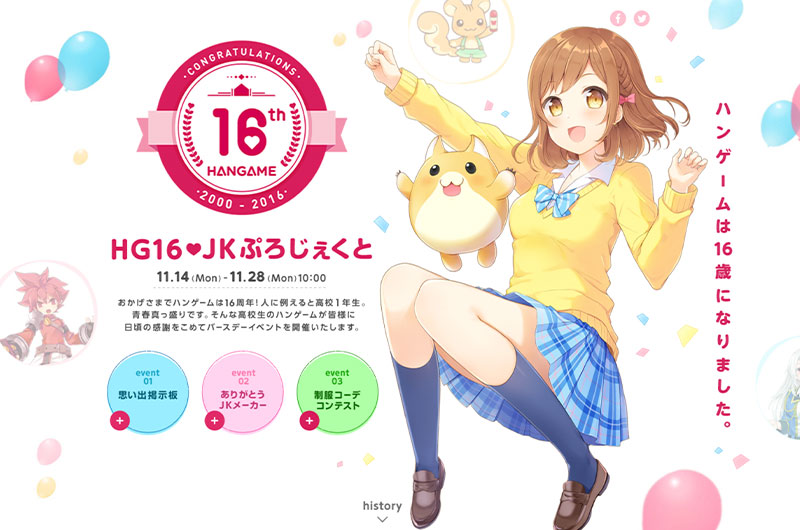 ・CONGRATULATIONS・
16th
HANGAME
・2000 - 2016・
HG16♥JKぷろじぇくと
11.14 (Mon) - 11.28 (Mon) 10:00
おかげさまでハンゲームは16周年！人に例えると高校1年生。
青春真っ盛りです。そんな高校生のハンゲームが皆様に
日頃の感謝をこめてバースデーイベントを開催いたします。
event
01
思い出掲示板
+
event
02
ありがとう
JKメーカー
+
event
03
制服コーデ
コンテスト
+
ハンゲームは16歳になりました。
history